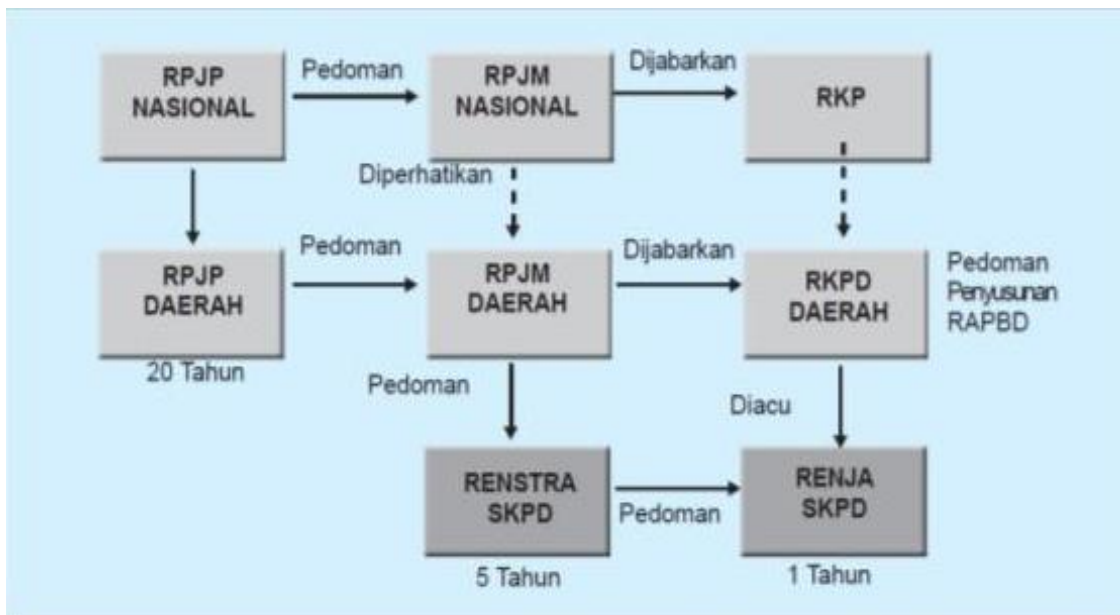 RPJP
NASIONAL
Pedoman
RPJM
NASIONAL
Dijabarkan
RKP
Diperhatikan
RPJP
DAERAH
Pedoman
RPJM
DAERAH
Dijabarkan
RKPD
DAERAH
Pedoman
Penyusunan
RAPBD
20 Tahun
Pedoman
Diacu
RENSTRA
SKPD
Pedoman
RENJA
SKPD
5 Tahun
1 Tahun